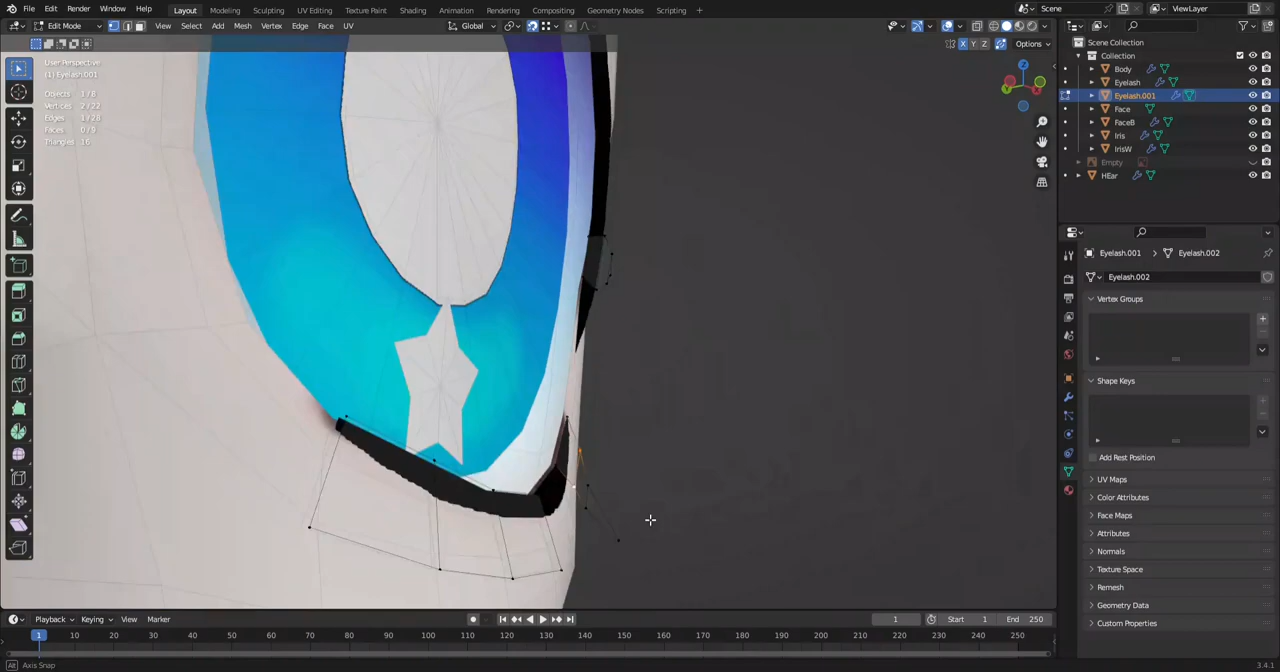 File Edit Render Window Help Layout Modeling Sculpting UV Editing Texture Paint Shading Animation Rendering Compositing Geometry Nodes Scripting Scene ViewLayer
Edit Mode View Select Add Mesh Vertex Edge Face UV Global
X Y Z Options
User Perspective
(1) Eyelash.001
Objects 1/8
Vertices 2/22
Edges 1/28
Faces 0/9
Triangles 16
Scene Collection
Collection
Body
Eyelash
Eyelash.001
Face
FaceB
Iris
IrisW
Empty
HEar
Eyelash.001 > Eyelash.002
Eyelash.002
Vertex Groups
Shape Keys
Add Rest Position
UV Maps
Color Attributes
Face Maps
Attributes
Normals
Texture Space
Remesh
Geometry Data
Custom Properties
Playback Keying View Marker 1 Start 1 End 250
1 10 20 30 40 50 60 70 80 90 100 110 120 130 140 150 160 170 180 190 200 210 220 230 240 250
Alt Axis Snap 3.4.1